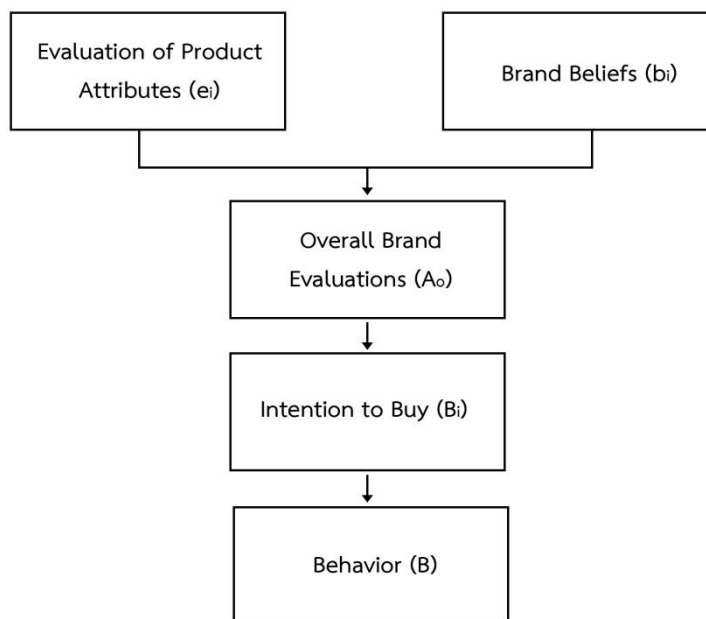 Evaluation of Product
Attributes (ei)
Brand Beliefs (bi)
Overall Brand
Evaluations (Ao)
Intention to Buy (Bi)
Behavior (B)